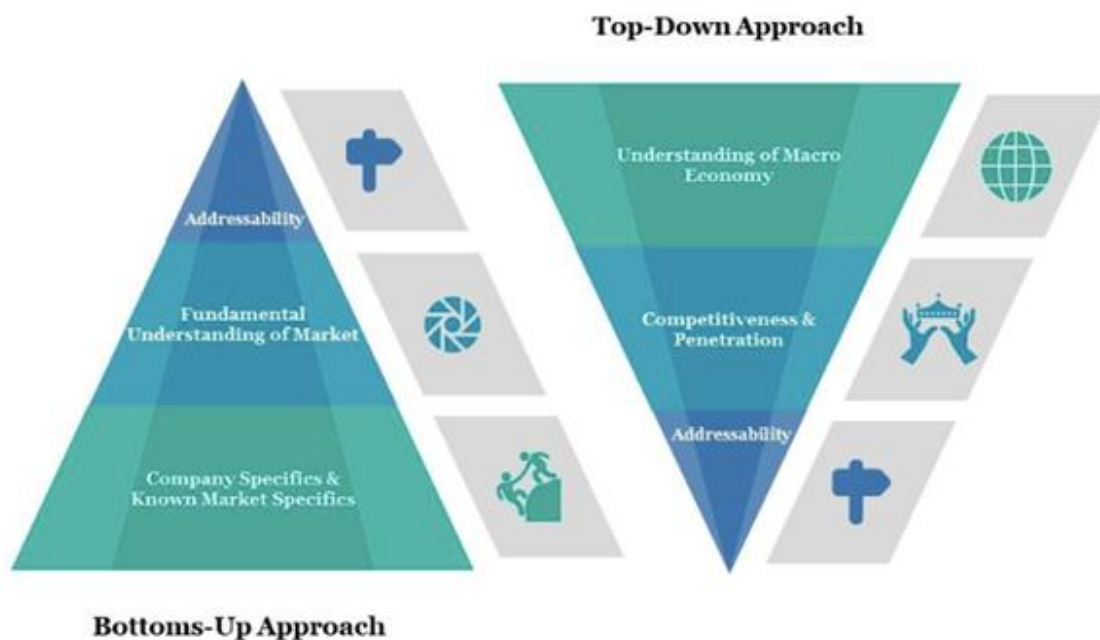 Top-Down Approach
Addressability
Fundamental
Understanding of Market
Company Specifics &
Known Market Specifics
Bottoms-Up Approach
Understanding of Macro
Economy
Competitiveness &
Penetration
Addressability